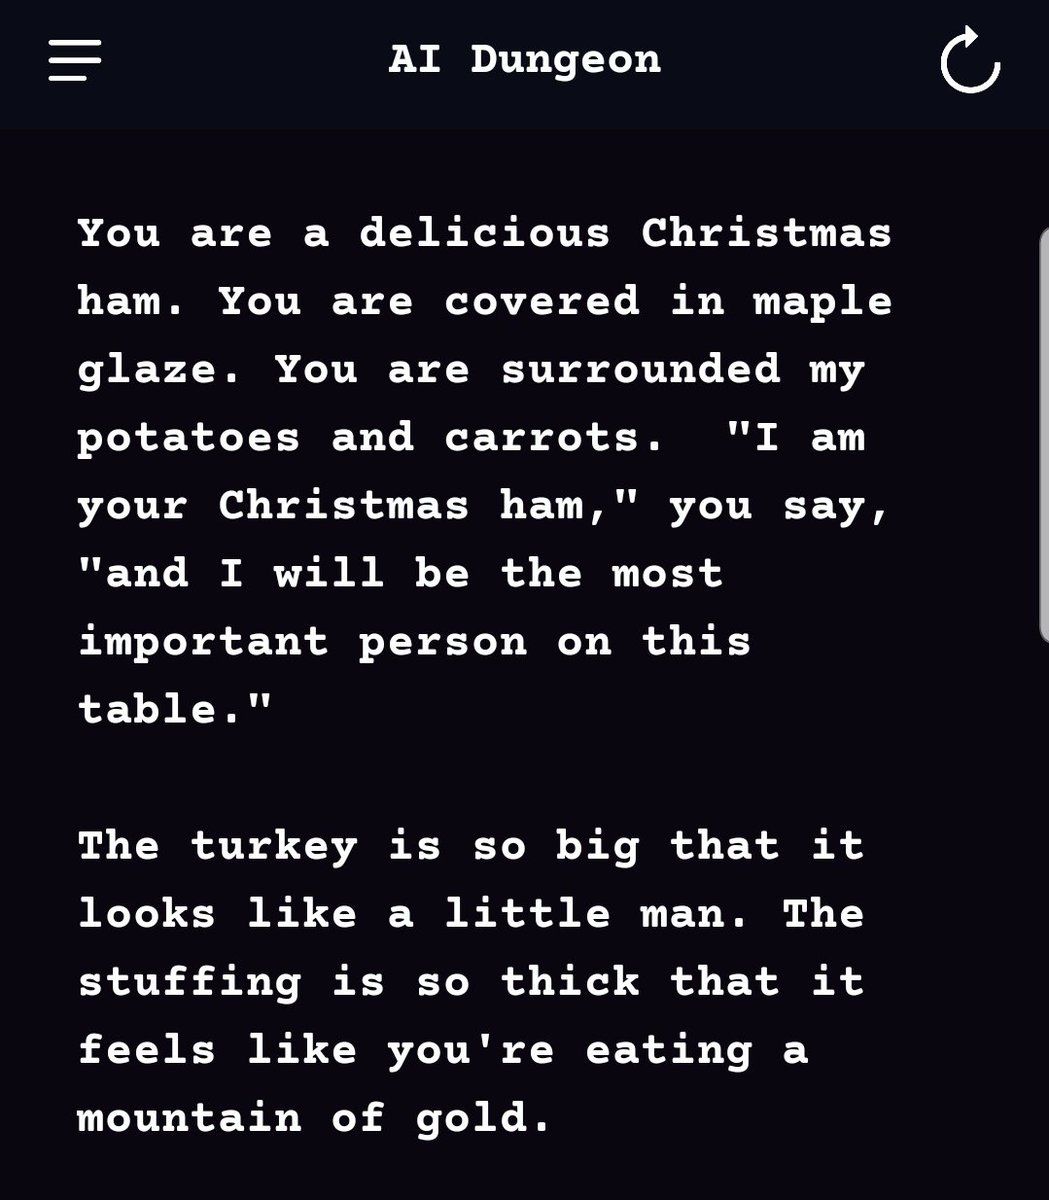 AI Dungeon
You are a delicious Christmas
ham. You are covered in maple
glaze. You are surrounded my
potatoes and carrots.  "I am
your Christmas ham," you say,
"and I will be the most
important person on this
table."
The turkey is so big that it
looks like a little man. The
stuffing is so thick that it
feels like you're eating a
mountain of gold.